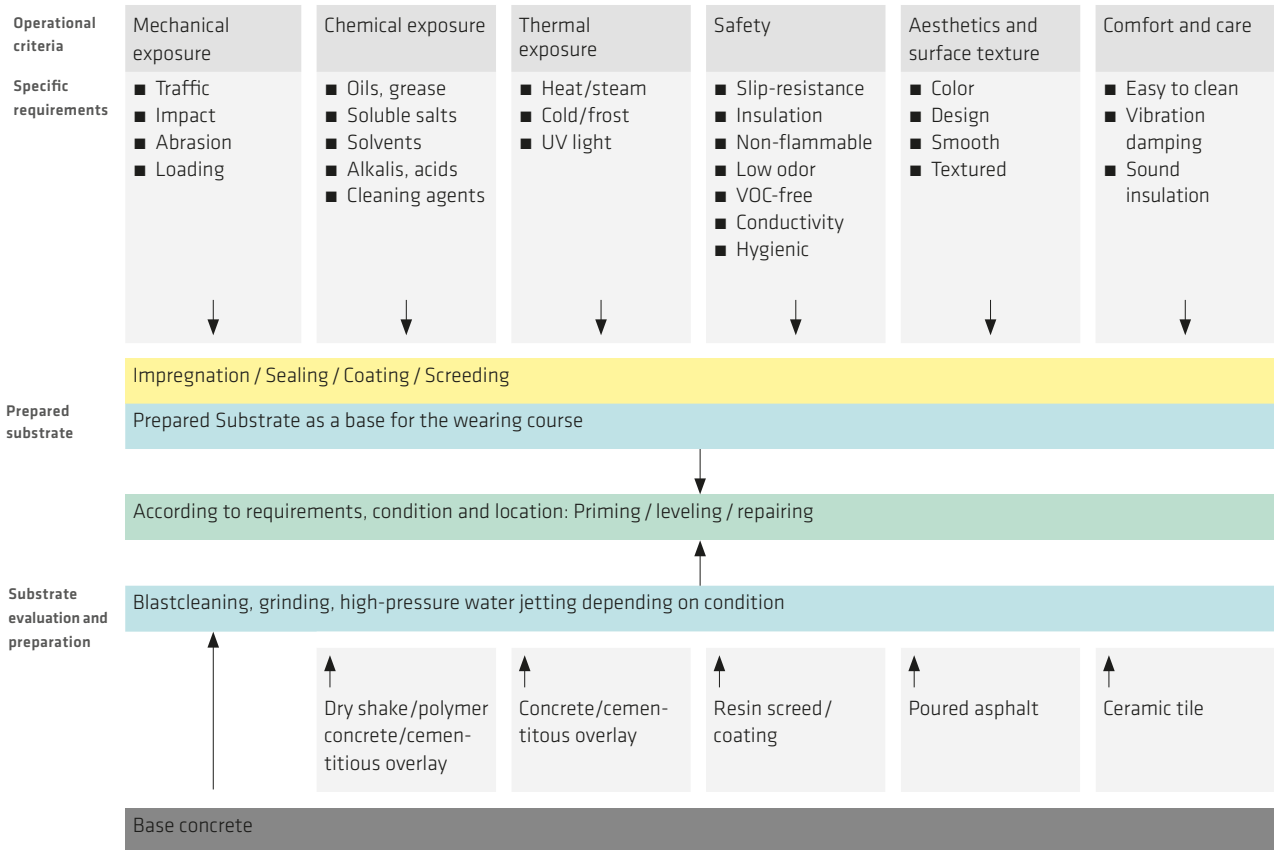 Operational
criteria
Mechanical
exposure
Chemical exposure
Thermal
exposure
Safety
Aesthetics and
surface texture
Comfort and care
Specific
requirements
■ Traffic
■ Impact
■ Abrasion
■ Loading
■ Oils, grease
■ Soluble salts
■ Solvents
■ Alkalis, acids
■ Cleaning agents
■ Heat/steam
■ Cold/frost
■ UV light
■ Slip-resistance
■ Insulation
■ Non-flammable
■ Low odor
■ VOC-free
■ Conductivity
■ Hygienic
■ Color
■ Design
■ Smooth
■ Textured
■ Easy to clean
■ Vibration
damping
■ Sound
insulation
Impregnation / Sealing / Coating / Screeding
Prepared
substrate
Prepared Substrate as a base for the wearing course
According to requirements, condition and location: Priming / leveling / repairing
Substrate
evaluation and
preparation
Blastcleaning, grinding, high-pressure water jetting depending on condition
Dry shake/polymer
concrete/cemen-
titious overlay
Concrete/cemen-
titous overlay
Resin screed/
coating
Poured asphalt
Ceramic tile
Base concrete